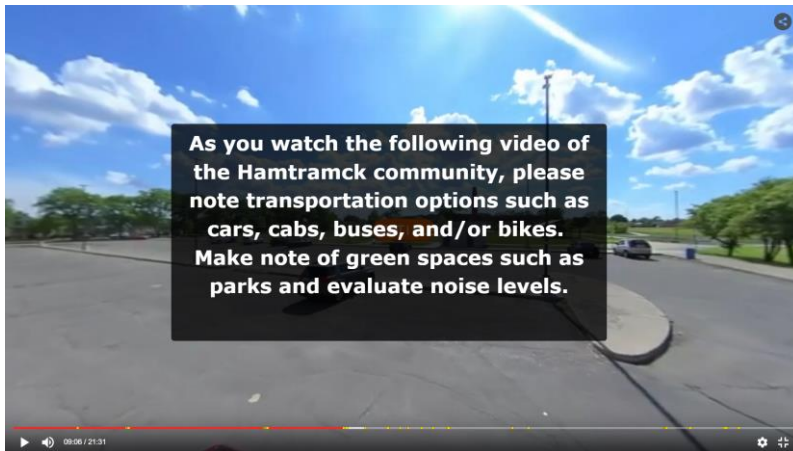 As you watch the following video of
the Hamtramck community, please
note transportation options such as
cars, cabs, buses, and/or bikes.
Make note of green spaces such as
parks and evaluate noise levels.
09:06 / 21:31